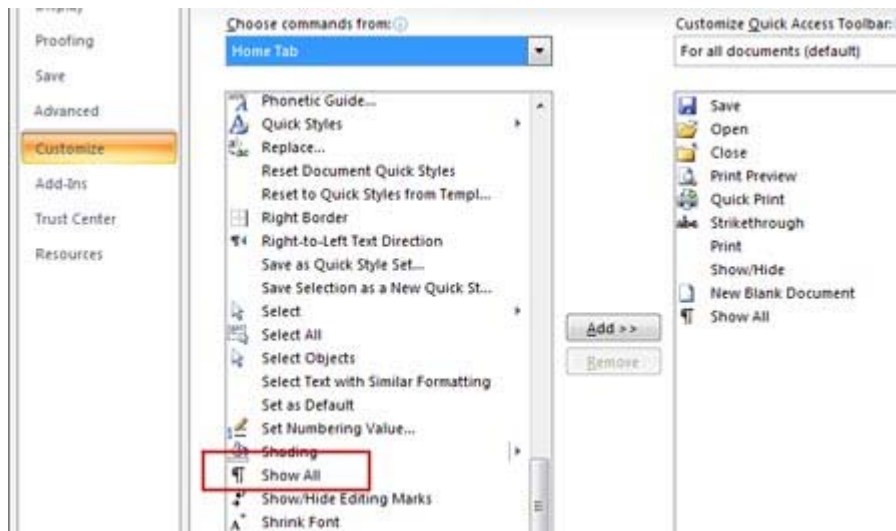 Display
Proofing
Save
Advanced
Customize
Add-Ins
Trust Center
Resources
Choose commands from:
Home Tab
Phonetic Guide...
Quick Styles
Replace...
Reset Document Quick Styles
Reset to Quick Styles from Templ...
Right Border
Right-to-Left Text Direction
Save as Quick Style Set...
Save Selection as a New Quick St...
Select
Select All
Select Objects
Select Text with Similar Formatting
Set as Default
Set Numbering Value...
Shading
Show All
Show/Hide Editing Marks
Shrink Font
Add >>
Remove
Customize Quick Access Toolbar:
For all documents (default)
Save
Open
Close
Print Preview
Quick Print
Strikethrough
Print
Show/Hide
New Blank Document
Show All